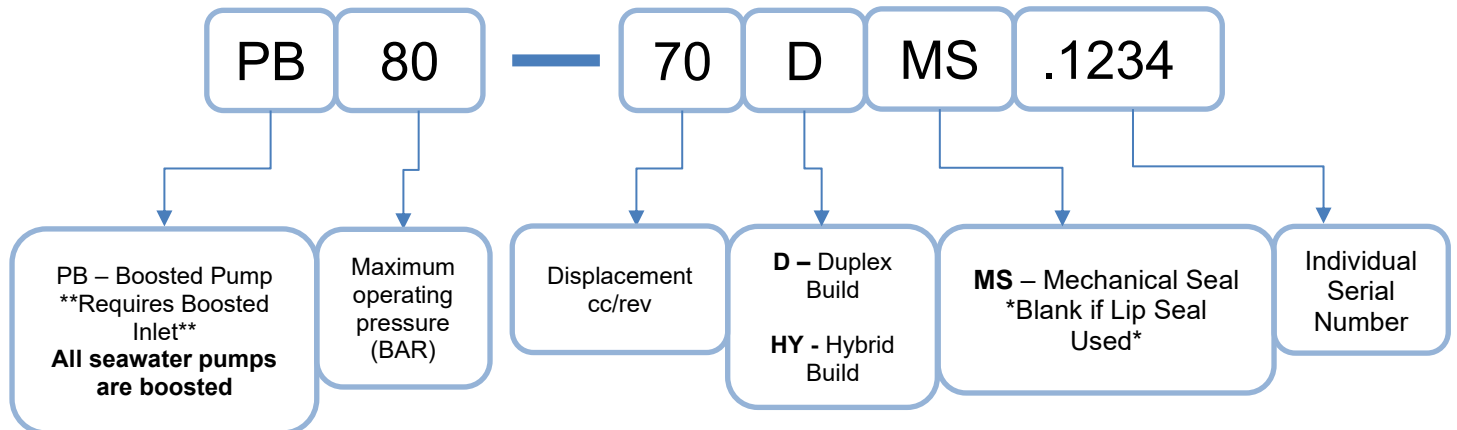 PB 80 — 70 D MS .1234
PB – Boosted Pump
**Requires Boosted
Inlet**
All seawater pumps
are boosted
Maximum
operating
pressure
(BAR)
Displacement
cc/rev
D – Duplex
Build
HY - Hybrid
Build
MS – Mechanical Seal
*Blank if Lip Seal
Used*
Individual
Serial
Number